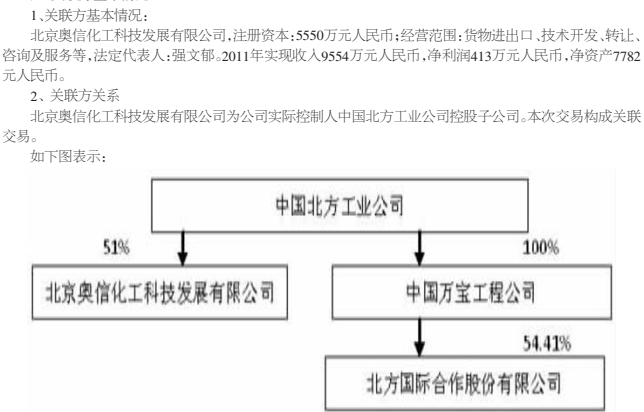 1、关联方基本情况：
北京奥信化工科技发展有限公司，注册资本：5550万元人民币；经营范围：货物进出口、技术开发、转让、
咨询及服务等，法定代表人：强文郁。2011年实现收入9554万元人民币，净利润413万元人民币，净资产7782
元人民币。
2、关联方关系
北京奥信化工科技发展有限公司为公司实际控制人中国北方工业公司控股子公司。本次交易构成关联
交易。
如下图表示：
中国北方工业公司
51%
100%
北京奥信化工科技发展有限公司
中国万宝工程公司
54.41%
北方国际合作股份有限公司